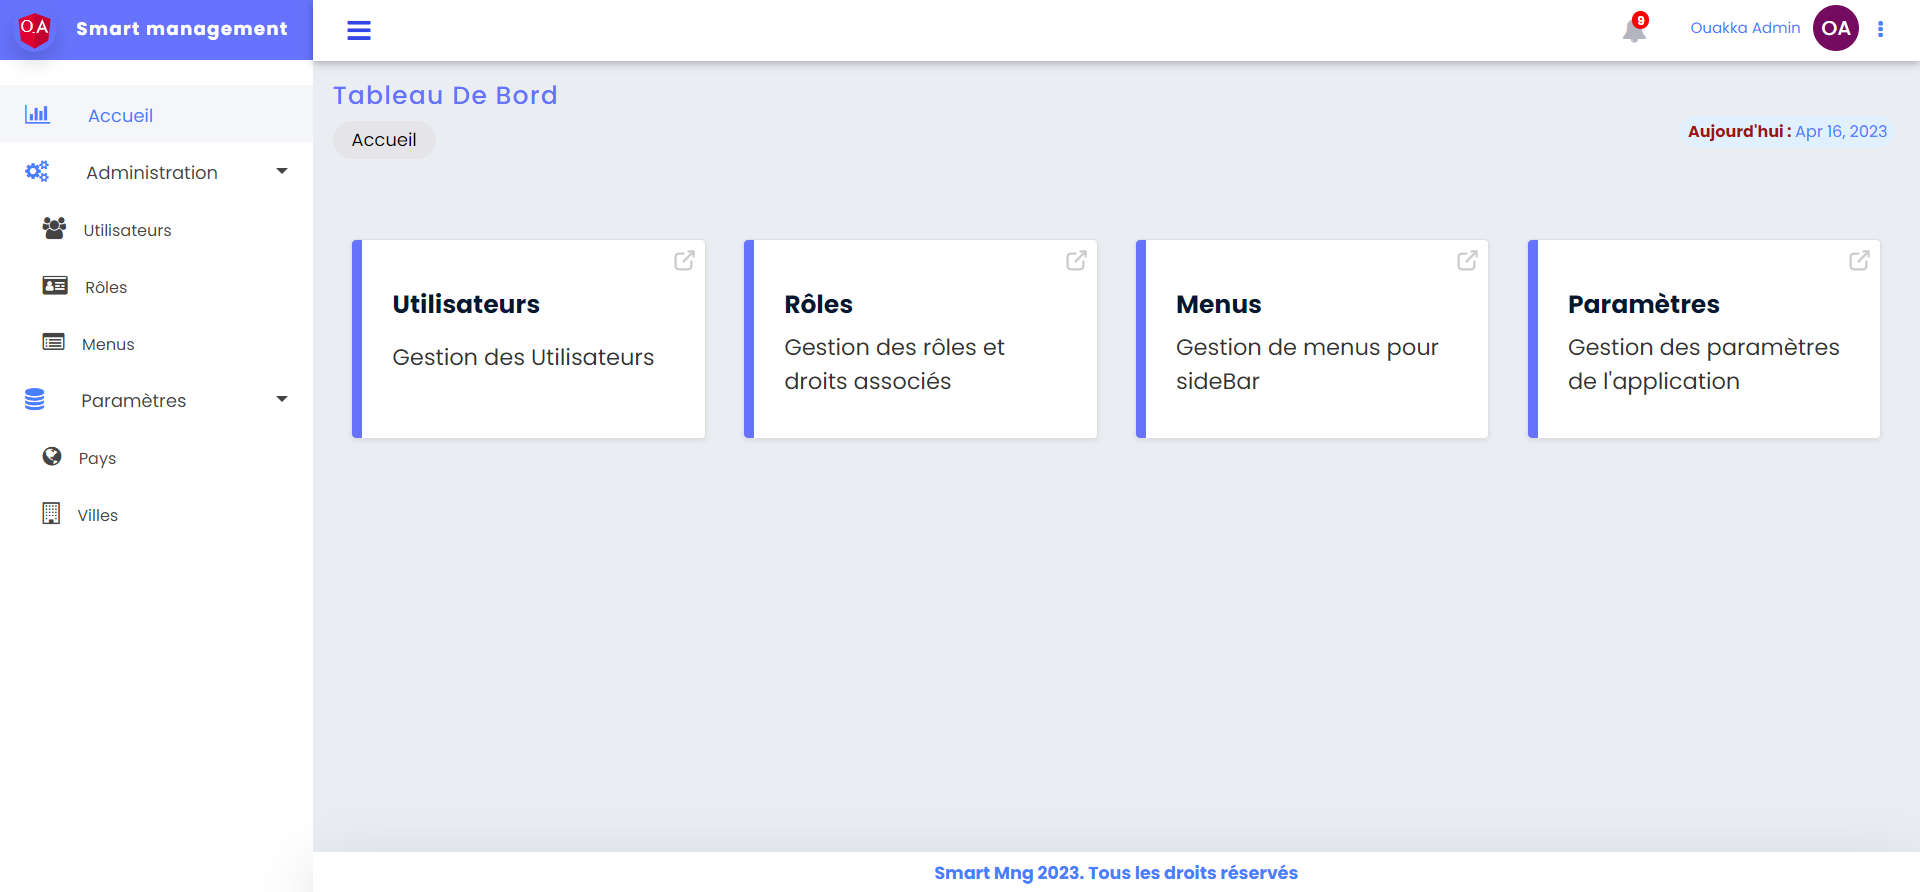 O.A
Smart management
9
Ouakka Admin
OA
Accueil
Administration
Utilisateurs
Rôles
Menus
Paramètres
Pays
Villes
Tableau De Bord
Accueil
Aujourd'hui : Apr 16, 2023
Utilisateurs
Gestion des Utilisateurs
Rôles
Gestion des rôles et
droits associés
Menus
Gestion de menus pour
sideBar
Paramètres
Gestion des paramètres
de l'application
Smart Mng 2023. Tous les droits réservés